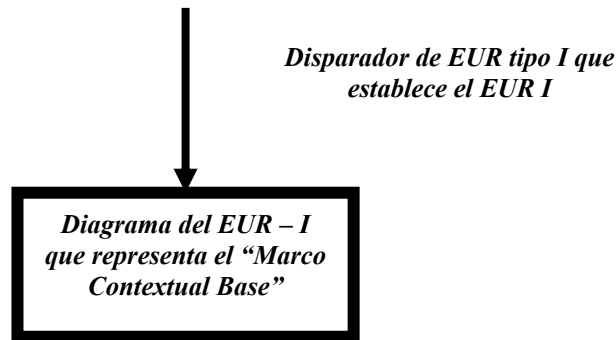 Disparador de EUR tipo I que
establece el EUR I
Diagrama del EUR – I
que representa el “Marco
Contextual Base”